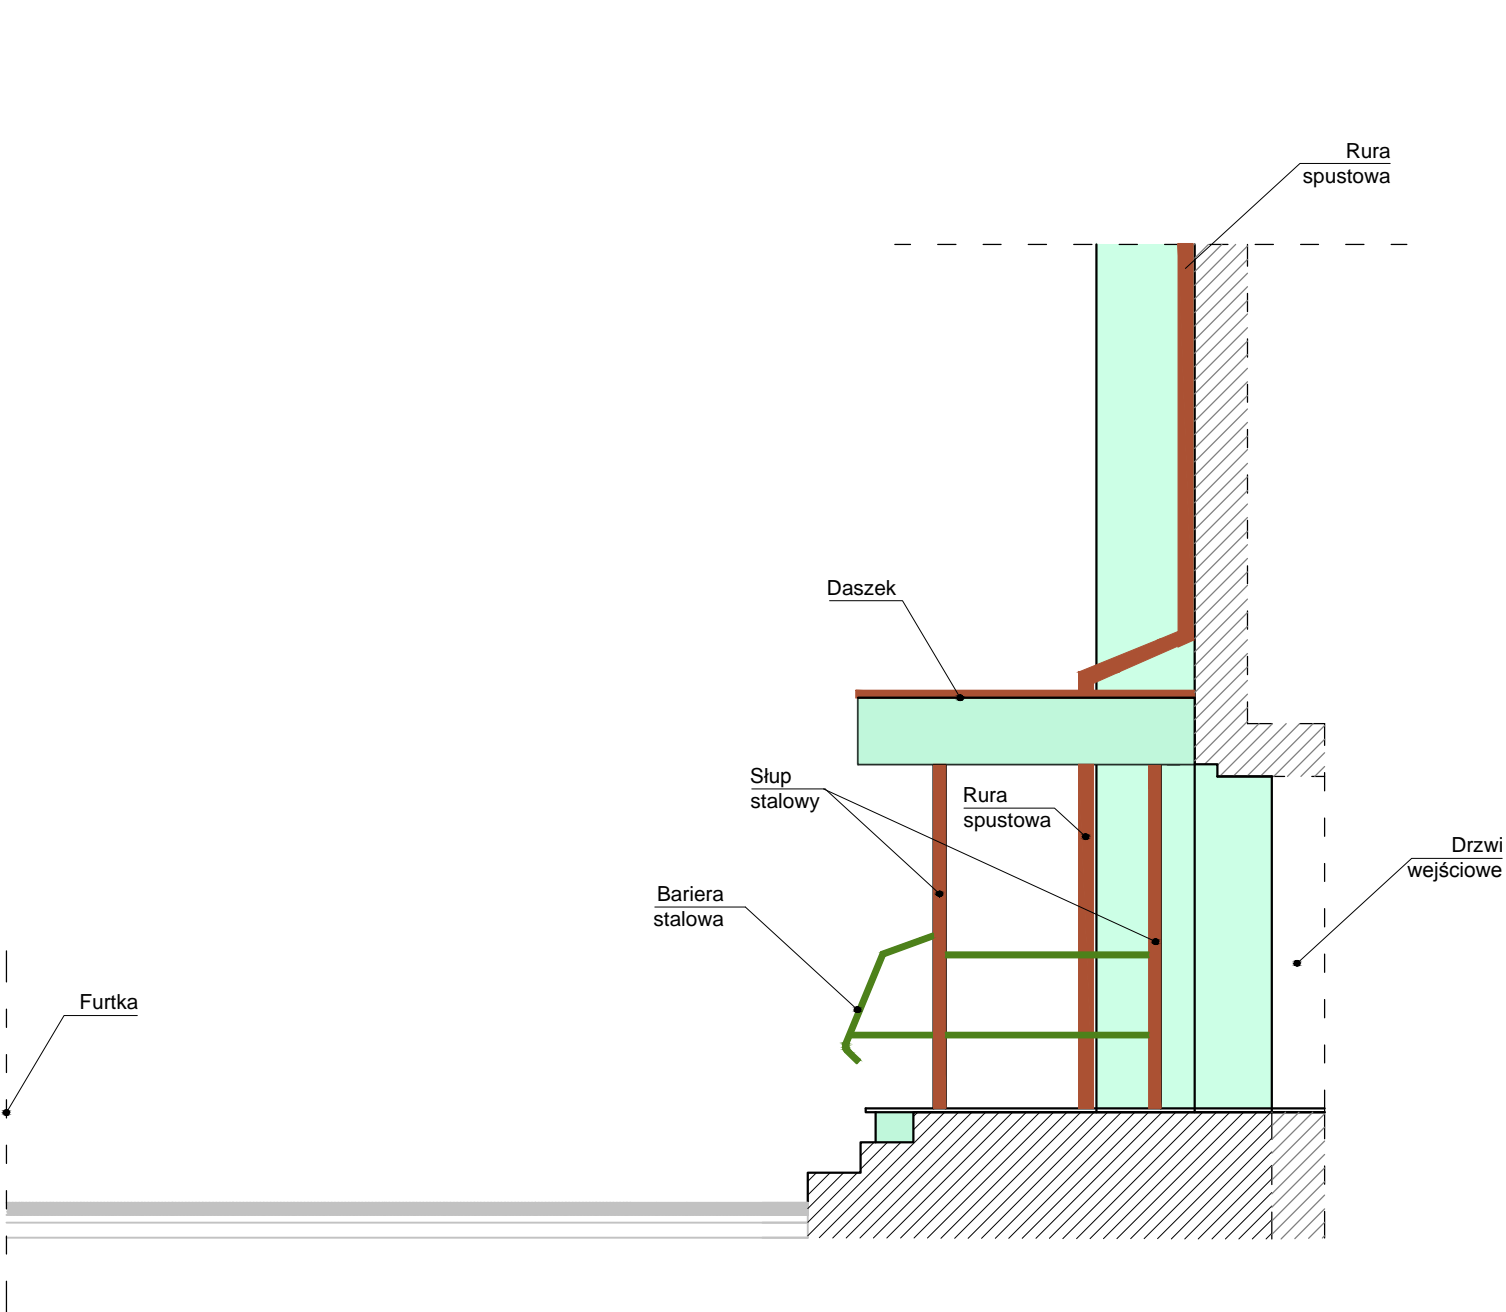 Rura
spustowa
Daszek
Słup
stalowy
Rura
spustowa
Drzwi
wejściowe
Bariera
stalowa
Furtka